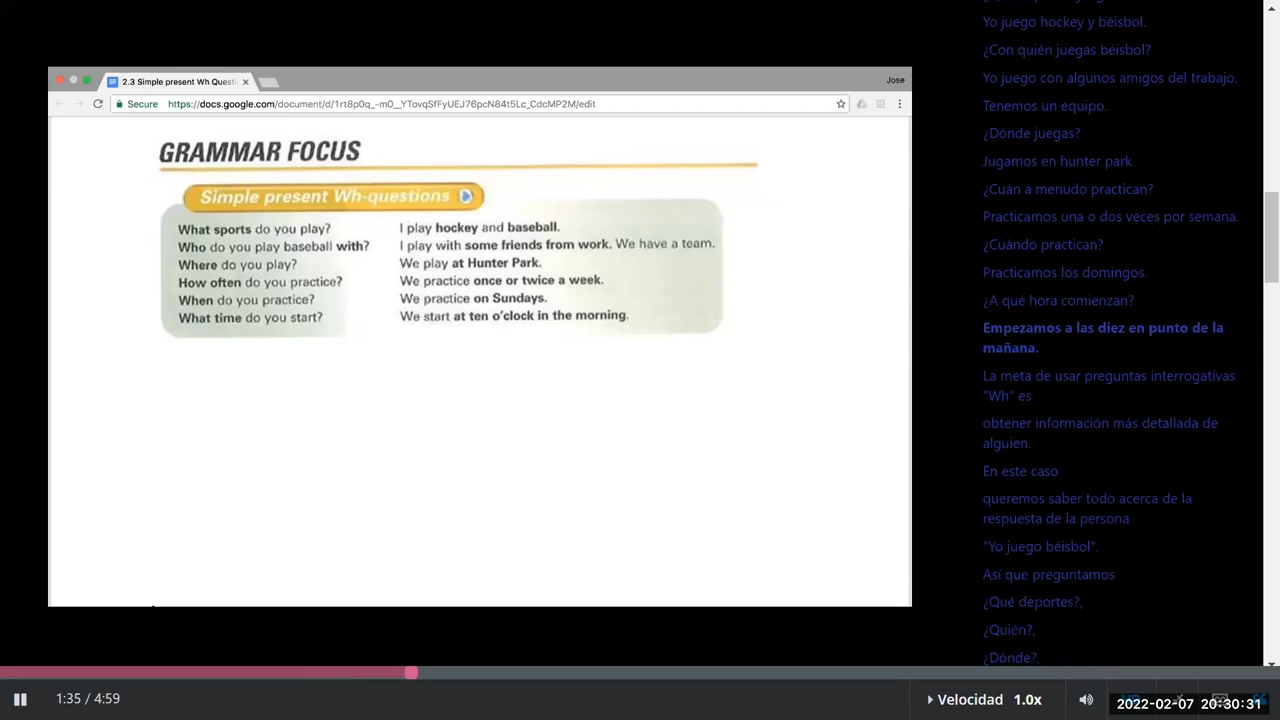 2.3 Simple present Wh Questi
Jose
Secure https://docs.google.com/document/d/1rt8p0q_-m0__YTovqSfFyUEJ76pcN84t5Lc_CdcMP2M/edit
GRAMMAR FOCUS
Simple present Wh-questions
What sports do you play? I play hockey and baseball.
Who do you play baseball with? I play with some friends from work. We have a team.
Where do you play? We play at Hunter Park.
How often do you practice? We practice once or twice a week.
When do you practice? We practice on Sundays.
What time do you start? We start at ten o'clock in the morning.
Yo juego hockey y béisbol.
¿Con quién juegas béisbol?
Yo juego con algunos amigos del trabajo.
Tenemos un equipo.
¿Dónde juegas?
Jugamos en hunter park.
¿Cuán a menudo practican?
Practicamos una o dos veces por semana.
¿Cuándo practican?
Practicamos los domingos.
¿A qué hora comienzan?
Empezamos a las diez en punto de la
mañana.
La meta de usar preguntas interrogativas
"Wh" es
obtener información más detallada de
alguien.
En este caso
queremos saber todo acerca de la
respuesta de la persona
"Yo juego béisbol".
Así que preguntamos
¿Qué deportes?,
¿Quién?,
¿Dónde?,
1:35 / 4:59
Velocidad 1.0x
2022-02-07 20:30:31